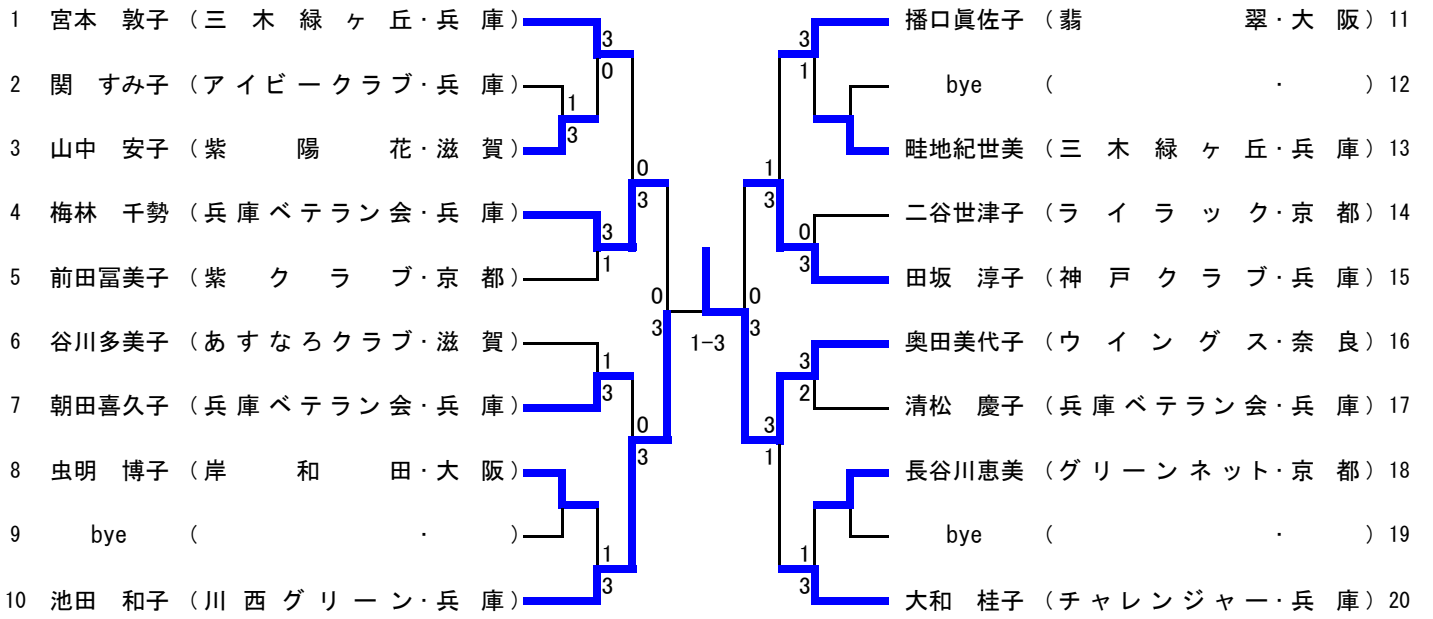 1 宮本 敦子 (三木緑ヶ丘・兵庫)
3
0
2 関 すみ子 (アイビークラブ・兵庫)
1
3
3 山中 安子 (紫陽花・滋賀)
0
3
4 梅林 千勢 (兵庫ベテラン会・兵庫)
3
1
5 前田冨美子 (紫クラブ・京都)
0
3
6 谷川多美子 (あすなろクラブ・滋賀)
1
3
7 朝田喜久子 (兵庫ベテラン会・兵庫)
0
3
8 虫明 博子 (岸和田・大阪)
9 bye ( ・ )
1
3
10 池田 和子 (川西グリーン・兵庫)
1-3
播口眞佐子 (翡翠・大阪) 11
3
1
bye ( ・ ) 12
畦地紀世美 (三木緑ヶ丘・兵庫) 13
1
3
二谷世津子 (ライラック・京都) 14
0
3
田坂 淳子 (神戸クラブ・兵庫) 15
0
3
奥田美代子 (ウイングス・奈良) 16
3
2
清松 慶子 (兵庫ベテラン会・兵庫) 17
3
1
長谷川恵美 (グリーンネット・京都) 18
bye ( ・ ) 19
1
3
大和 桂子 (チャレンジャー・兵庫) 20